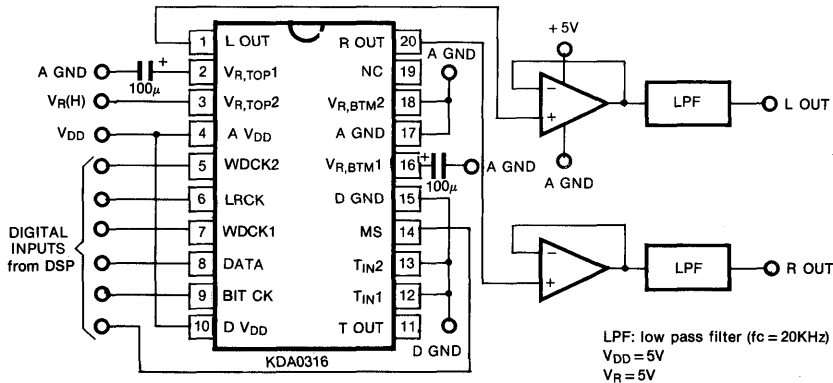 +5V
1 L OUT R OUT 20
A GND
A GND + 100μ 2 VR,TOP1 NC 19
VR(H) 3 VR,TOP2 VR,BTM2 18
VDD 4 A VDD A GND 17
5 WDCK2 VR,BTM1 16 + 100μ A GND
6 LRCK D GND 15
DIGITAL INPUTS from DSP
7 WDCK1 MS 14
8 DATA TIN2 13
9 BIT CK TIN1 12
10 D VDD T OUT 11
D GND
KDA0316
− + LPF L OUT
A GND
− + LPF R OUT
LPF: low pass filter (fc = 20KHz)
VDD = 5V
VR = 5V